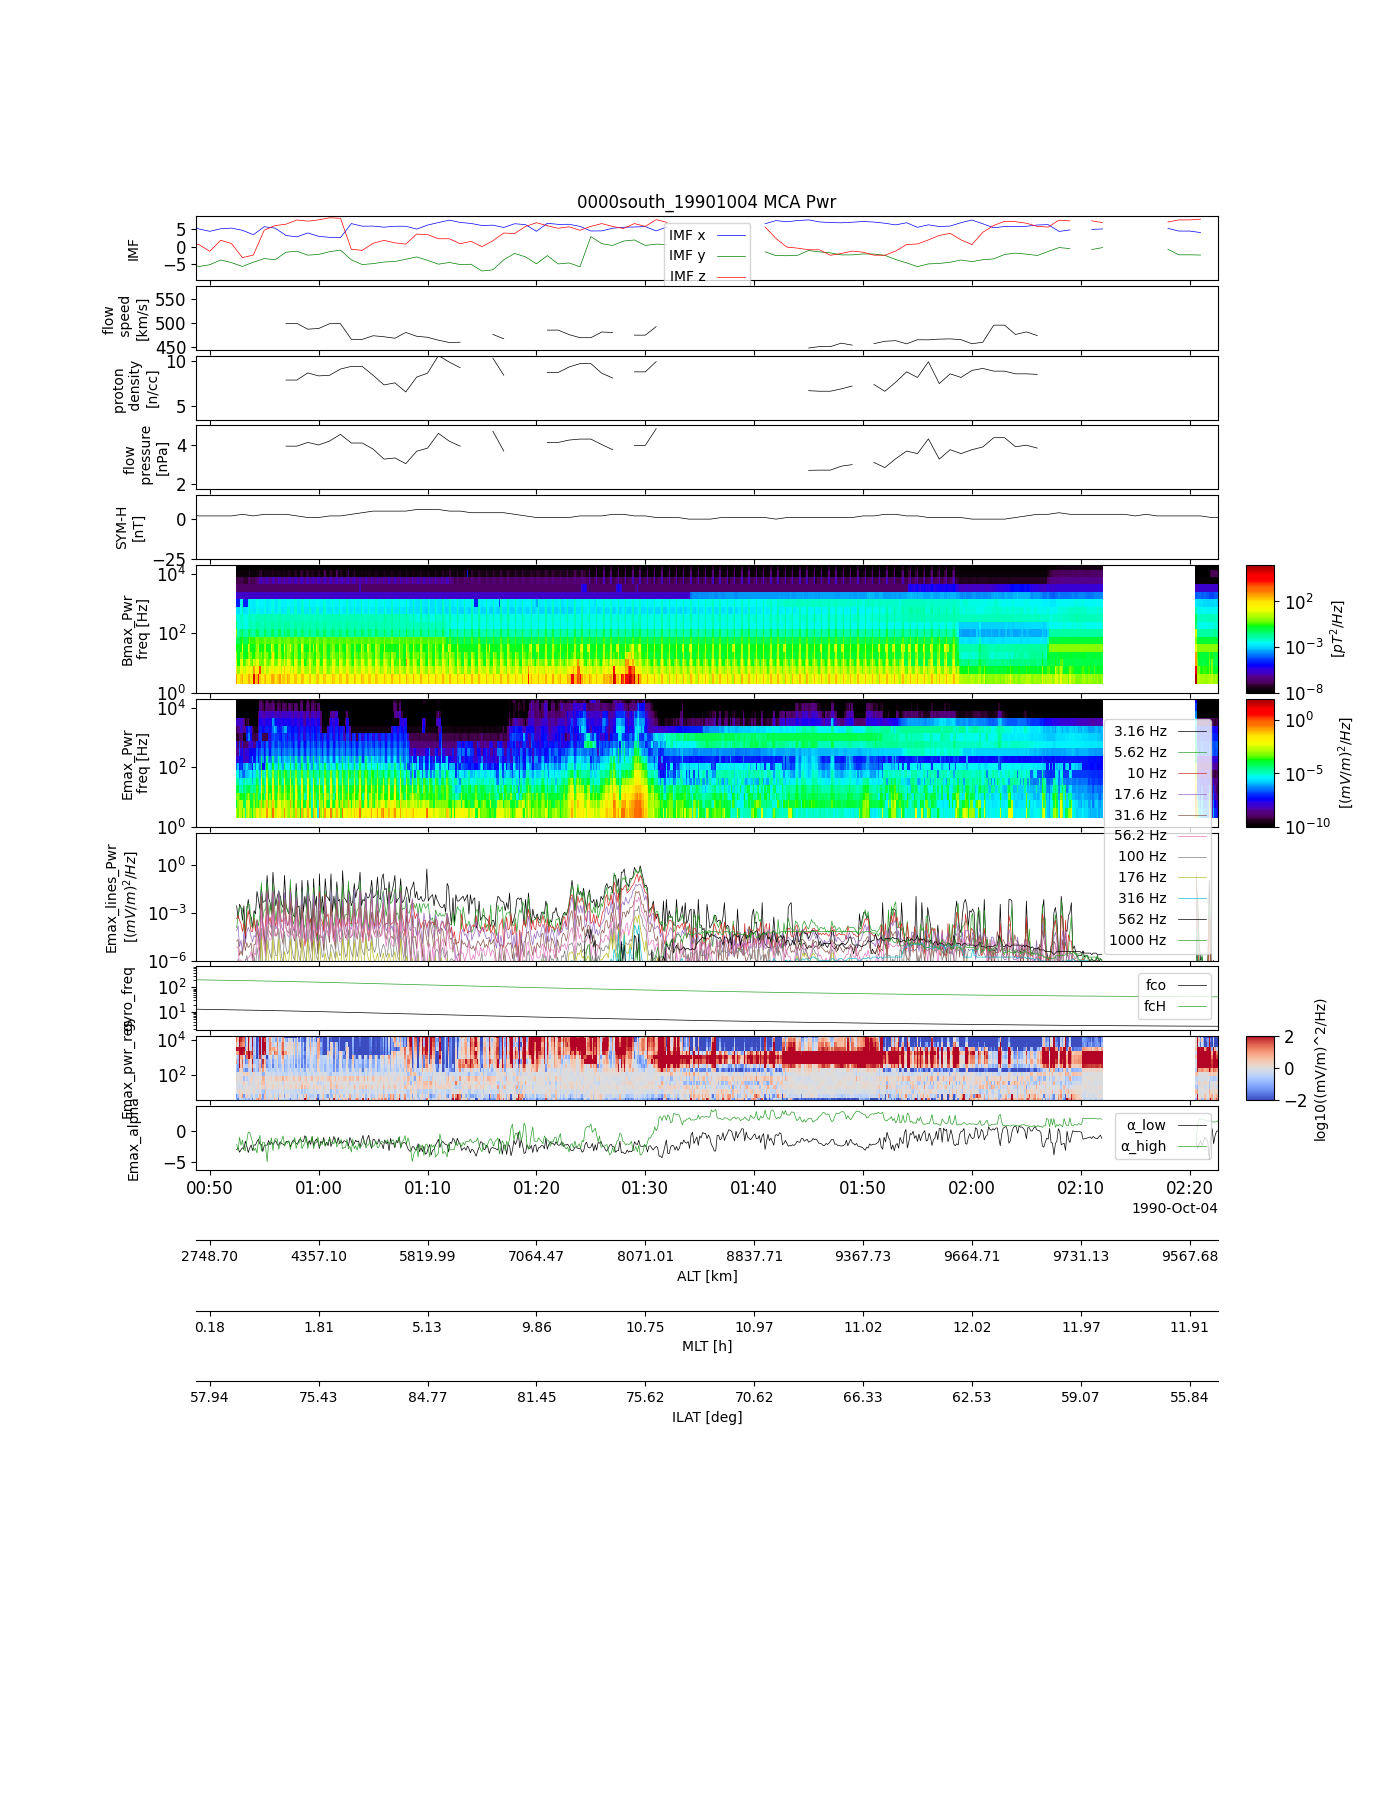 0000south_19901004 MCA Pwr
5
0
−5
IMF
IMF x
IMF y
IMF z
550
500
450
flow
speed
[km/s]
10
5
proton
density
[n/cc]
4
2
flow
pressure
[nPa]
0
−25
SYM-H
[nT]
10^4
10^2
10^0
Bmax_Pwr
freq [Hz]
10^2
10^−3
10^−8
[pT^2/Hz]
10^4
10^2
10^0
Emax_Pwr
freq [Hz]
10^0
10^−5
10^−10
[(mV/m)^2/Hz]
3.16 Hz
5.62 Hz
10 Hz
17.6 Hz
31.6 Hz
56.2 Hz
100 Hz
176 Hz
316 Hz
562 Hz
1000 Hz
10^0
10^−3
10^−6
Emax_lines_Pwr
[(mV/m)^2/Hz]
10^2
10^1
gyro_freq
fco
fcH
10^4
10^2
Emax_pwr_reg
2
0
−2
log10((mV/m)^2/Hz)
0
−5
Emax_alpha
α_low
α_high
00:50 01:00 01:10 01:20 01:30 01:40 01:50 02:00 02:10 02:20
1990-Oct-04
2748.70 4357.10 5819.99 7064.47 8071.01 8837.71 9367.73 9664.71 9731.13 9567.68
ALT [km]
0.18 1.81 5.13 9.86 10.75 10.97 11.02 12.02 11.97 11.91
MLT [h]
57.94 75.43 84.77 81.45 75.62 70.62 66.33 62.53 59.07 55.84
ILAT [deg]